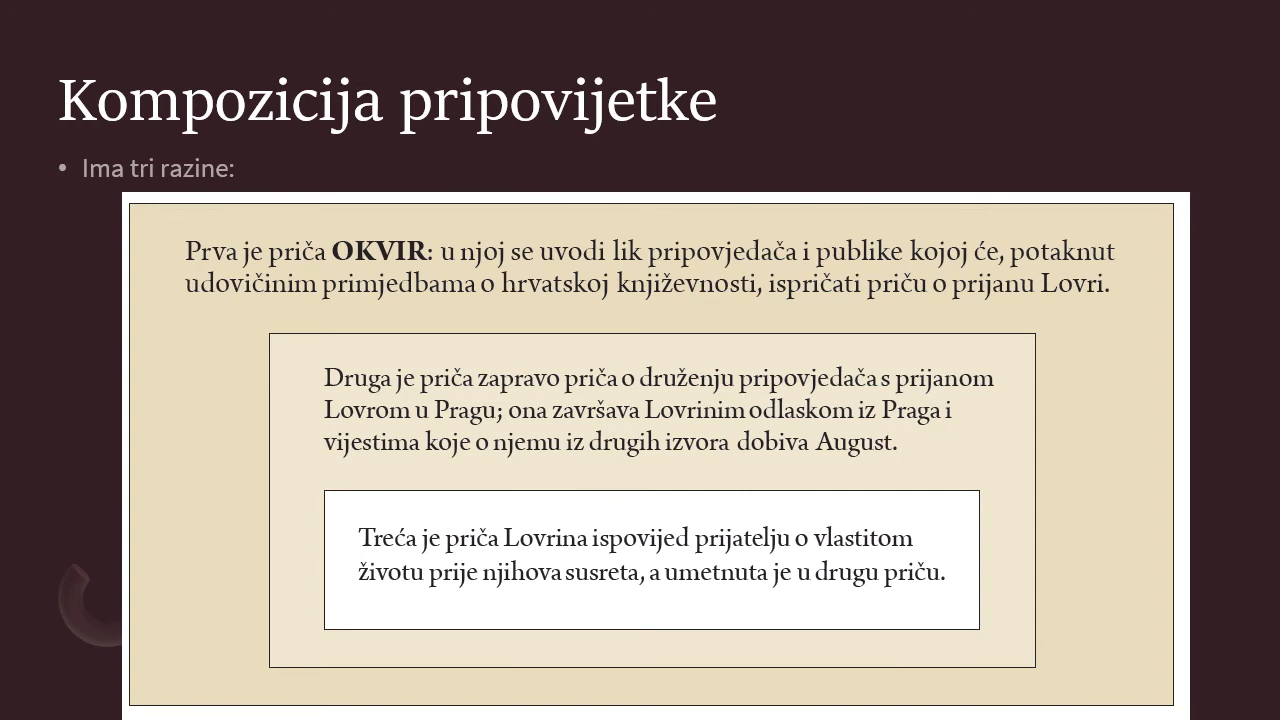 Kompozicija pripovijetke
• Ima tri razine:
Prva je priča OKVIR: u njoj se uvodi lik pripovjedača i publike kojoj će, potaknut
udovičinim primjedbama o hrvatskoj književnosti, ispričati priču o prijanu Lovri.
Druga je priča zapravo priča o druženju pripovjedača s prijanom
Lovrom u Pragu; ona završava Lovrinim odlaskom iz Praga i
vijestima koje o njemu iz drugih izvora dobiva August.
Treća je priča Lovrina ispovijed prijatelju o vlastitom
životu prije njihova susreta, a umetnuta je u drugu priču.